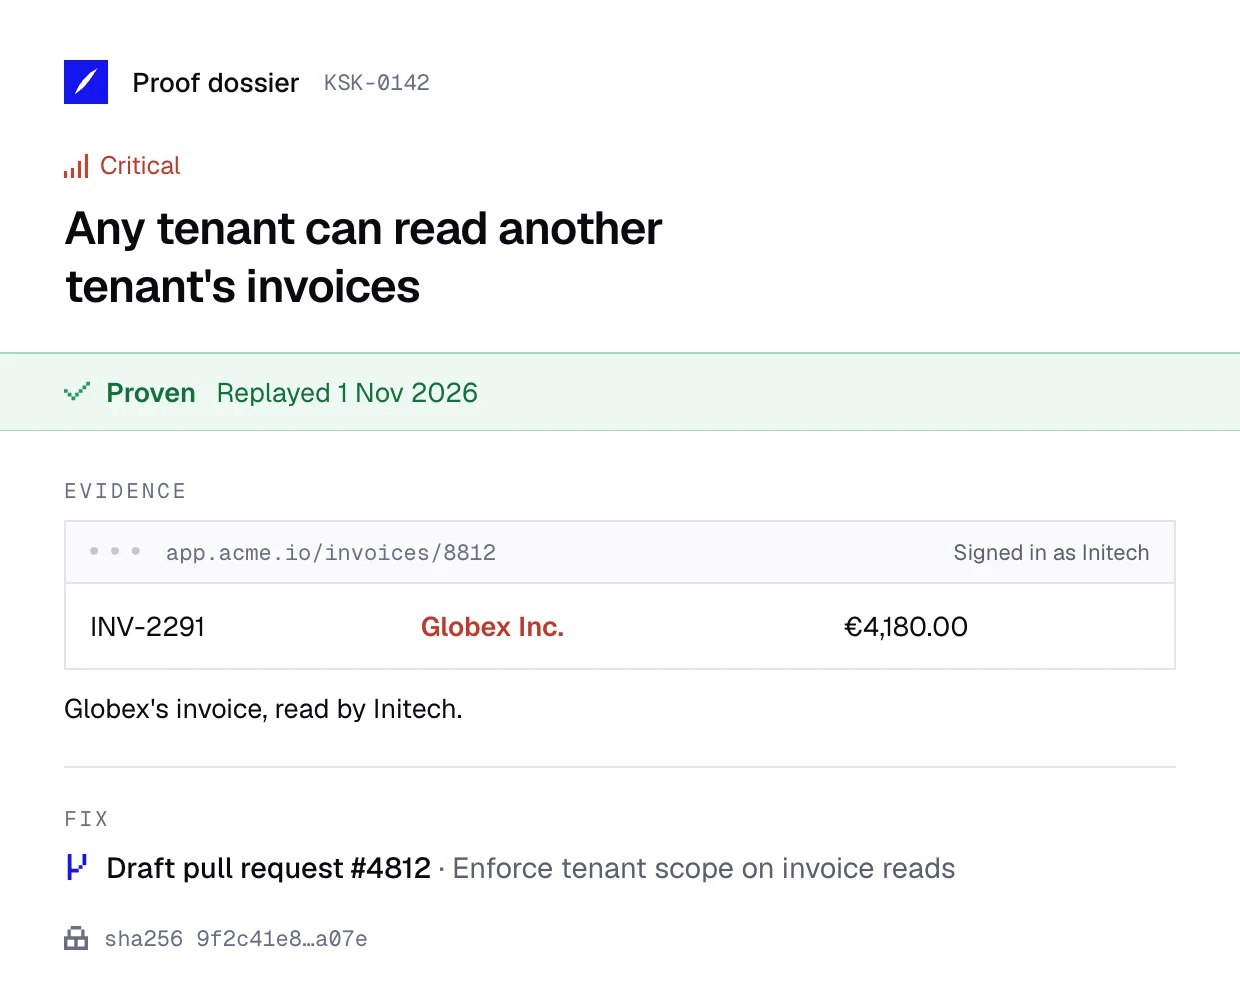 Proof dossier KSK-0142
Critical
Any tenant can read another
tenant's invoices
Proven Replayed 1 Nov 2026
EVIDENCE
app.acme.io/invoices/8812 Signed in as Initech
INV-2291 Globex Inc. €4,180.00
Globex's invoice, read by Initech.
FIX
Draft pull request #4812 · Enforce tenant scope on invoice reads
sha256 9f2c41e8…a07e